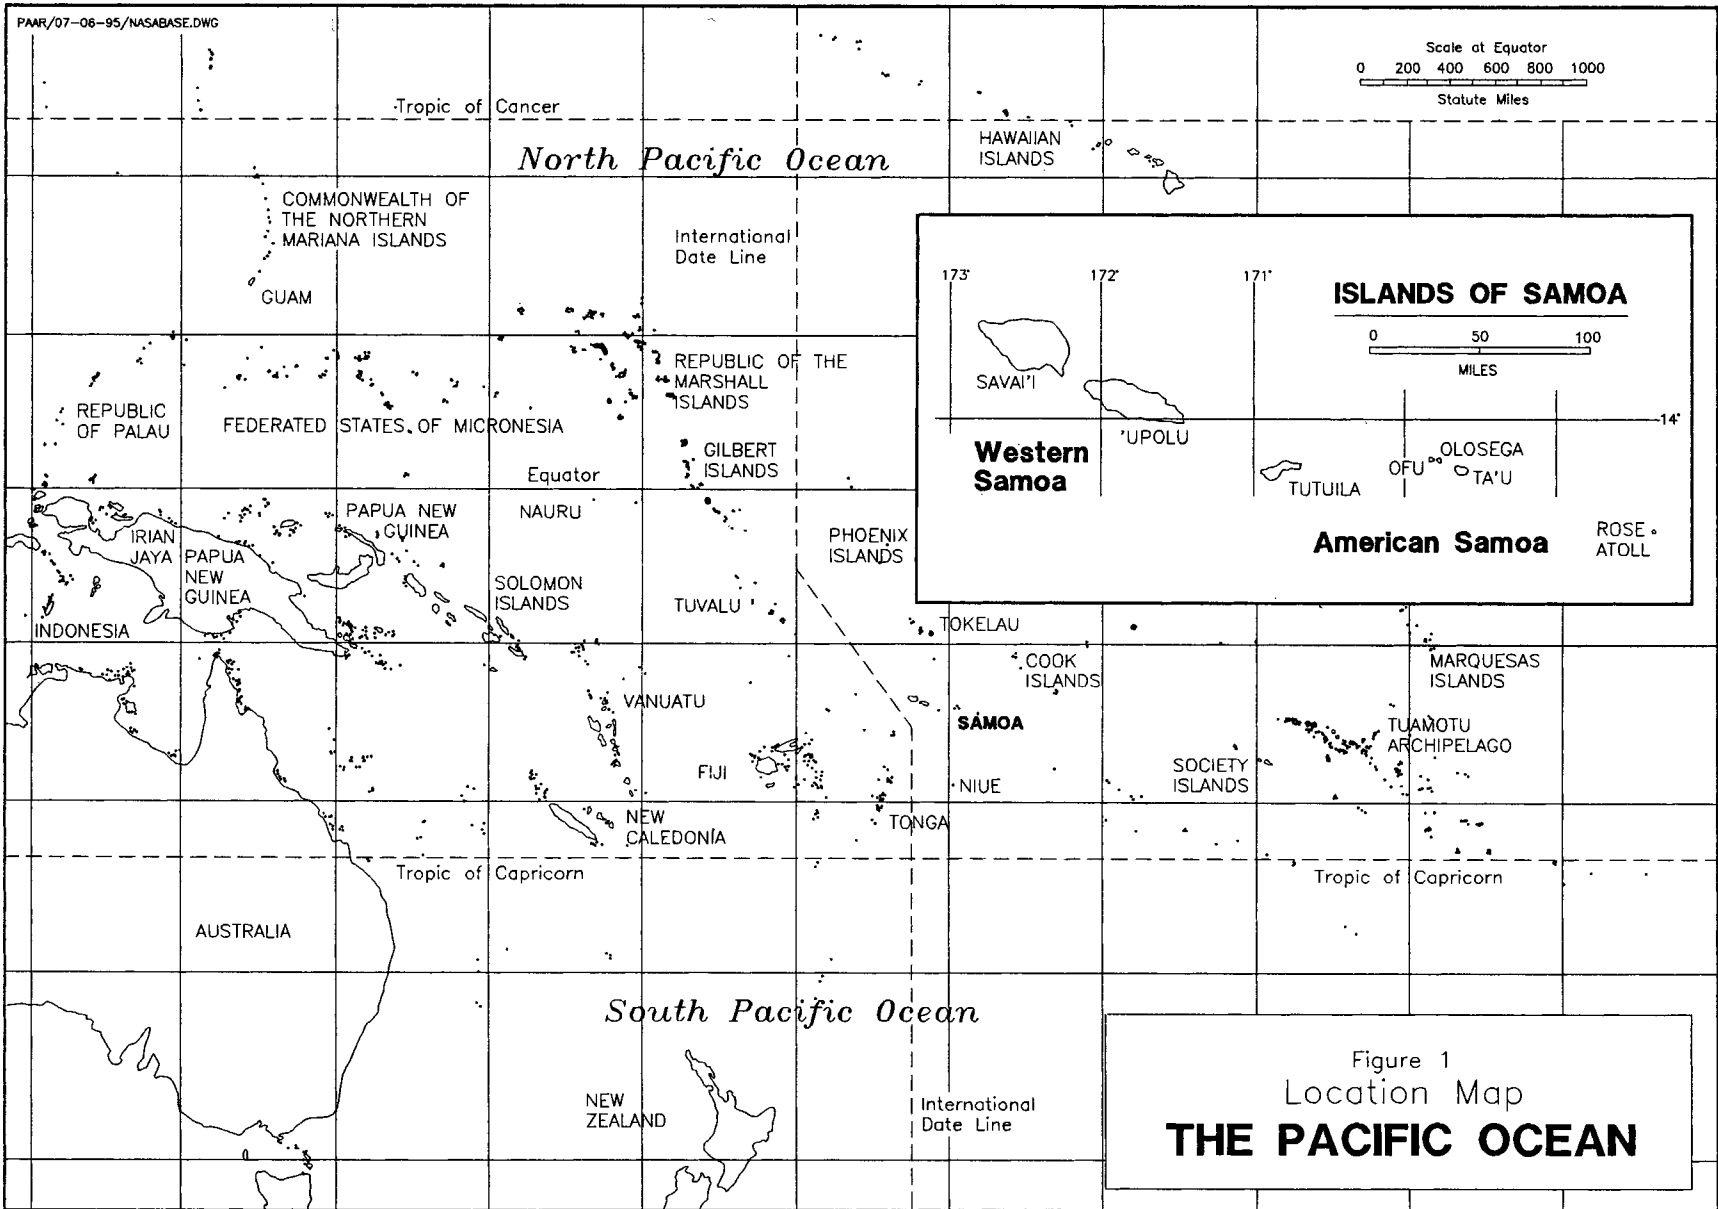 PAAR/07-06-95/NASABASE.DWG
Scale at Equator
0 200 400 600 800 1000
Statute Miles
Tropic of Cancer
North Pacific Ocean
HAWAIIAN
ISLANDS
COMMONWEALTH OF
THE NORTHERN
MARIANA ISLANDS
GUAM
International
Date Line
173° 172° 171°
ISLANDS OF SAMOA
0 50 100
MILES
SAVAI'I
'UPOLU
14°
Western
Samoa
OFU
OLOSEGA
TA'U
TUTUILA
American Samoa
ROSE
ATOLL
REPUBLIC OF THE
MARSHALL
ISLANDS
REPUBLIC
OF PALAU
FEDERATED STATES OF MICRONESIA
GILBERT
ISLANDS
Equator
NAURU
PAPUA NEW
GUINEA
IRIAN
JAYA
PAPUA
NEW
GUINEA
PHOENIX
ISLANDS
SOLOMON
ISLANDS
TUVALU
INDONESIA
TOKELAU
COOK
ISLANDS
MARQUESAS
ISLANDS
VANUATU
SAMOA
TUAMOTU
ARCHIPELAGO
FIJI
SOCIETY
ISLANDS
NIUE
NEW
CALEDONIA
TONGA
Tropic of Capricorn
Tropic of Capricorn
AUSTRALIA
South Pacific Ocean
NEW
ZEALAND
International
Date Line
Figure 1
Location Map
THE PACIFIC OCEAN